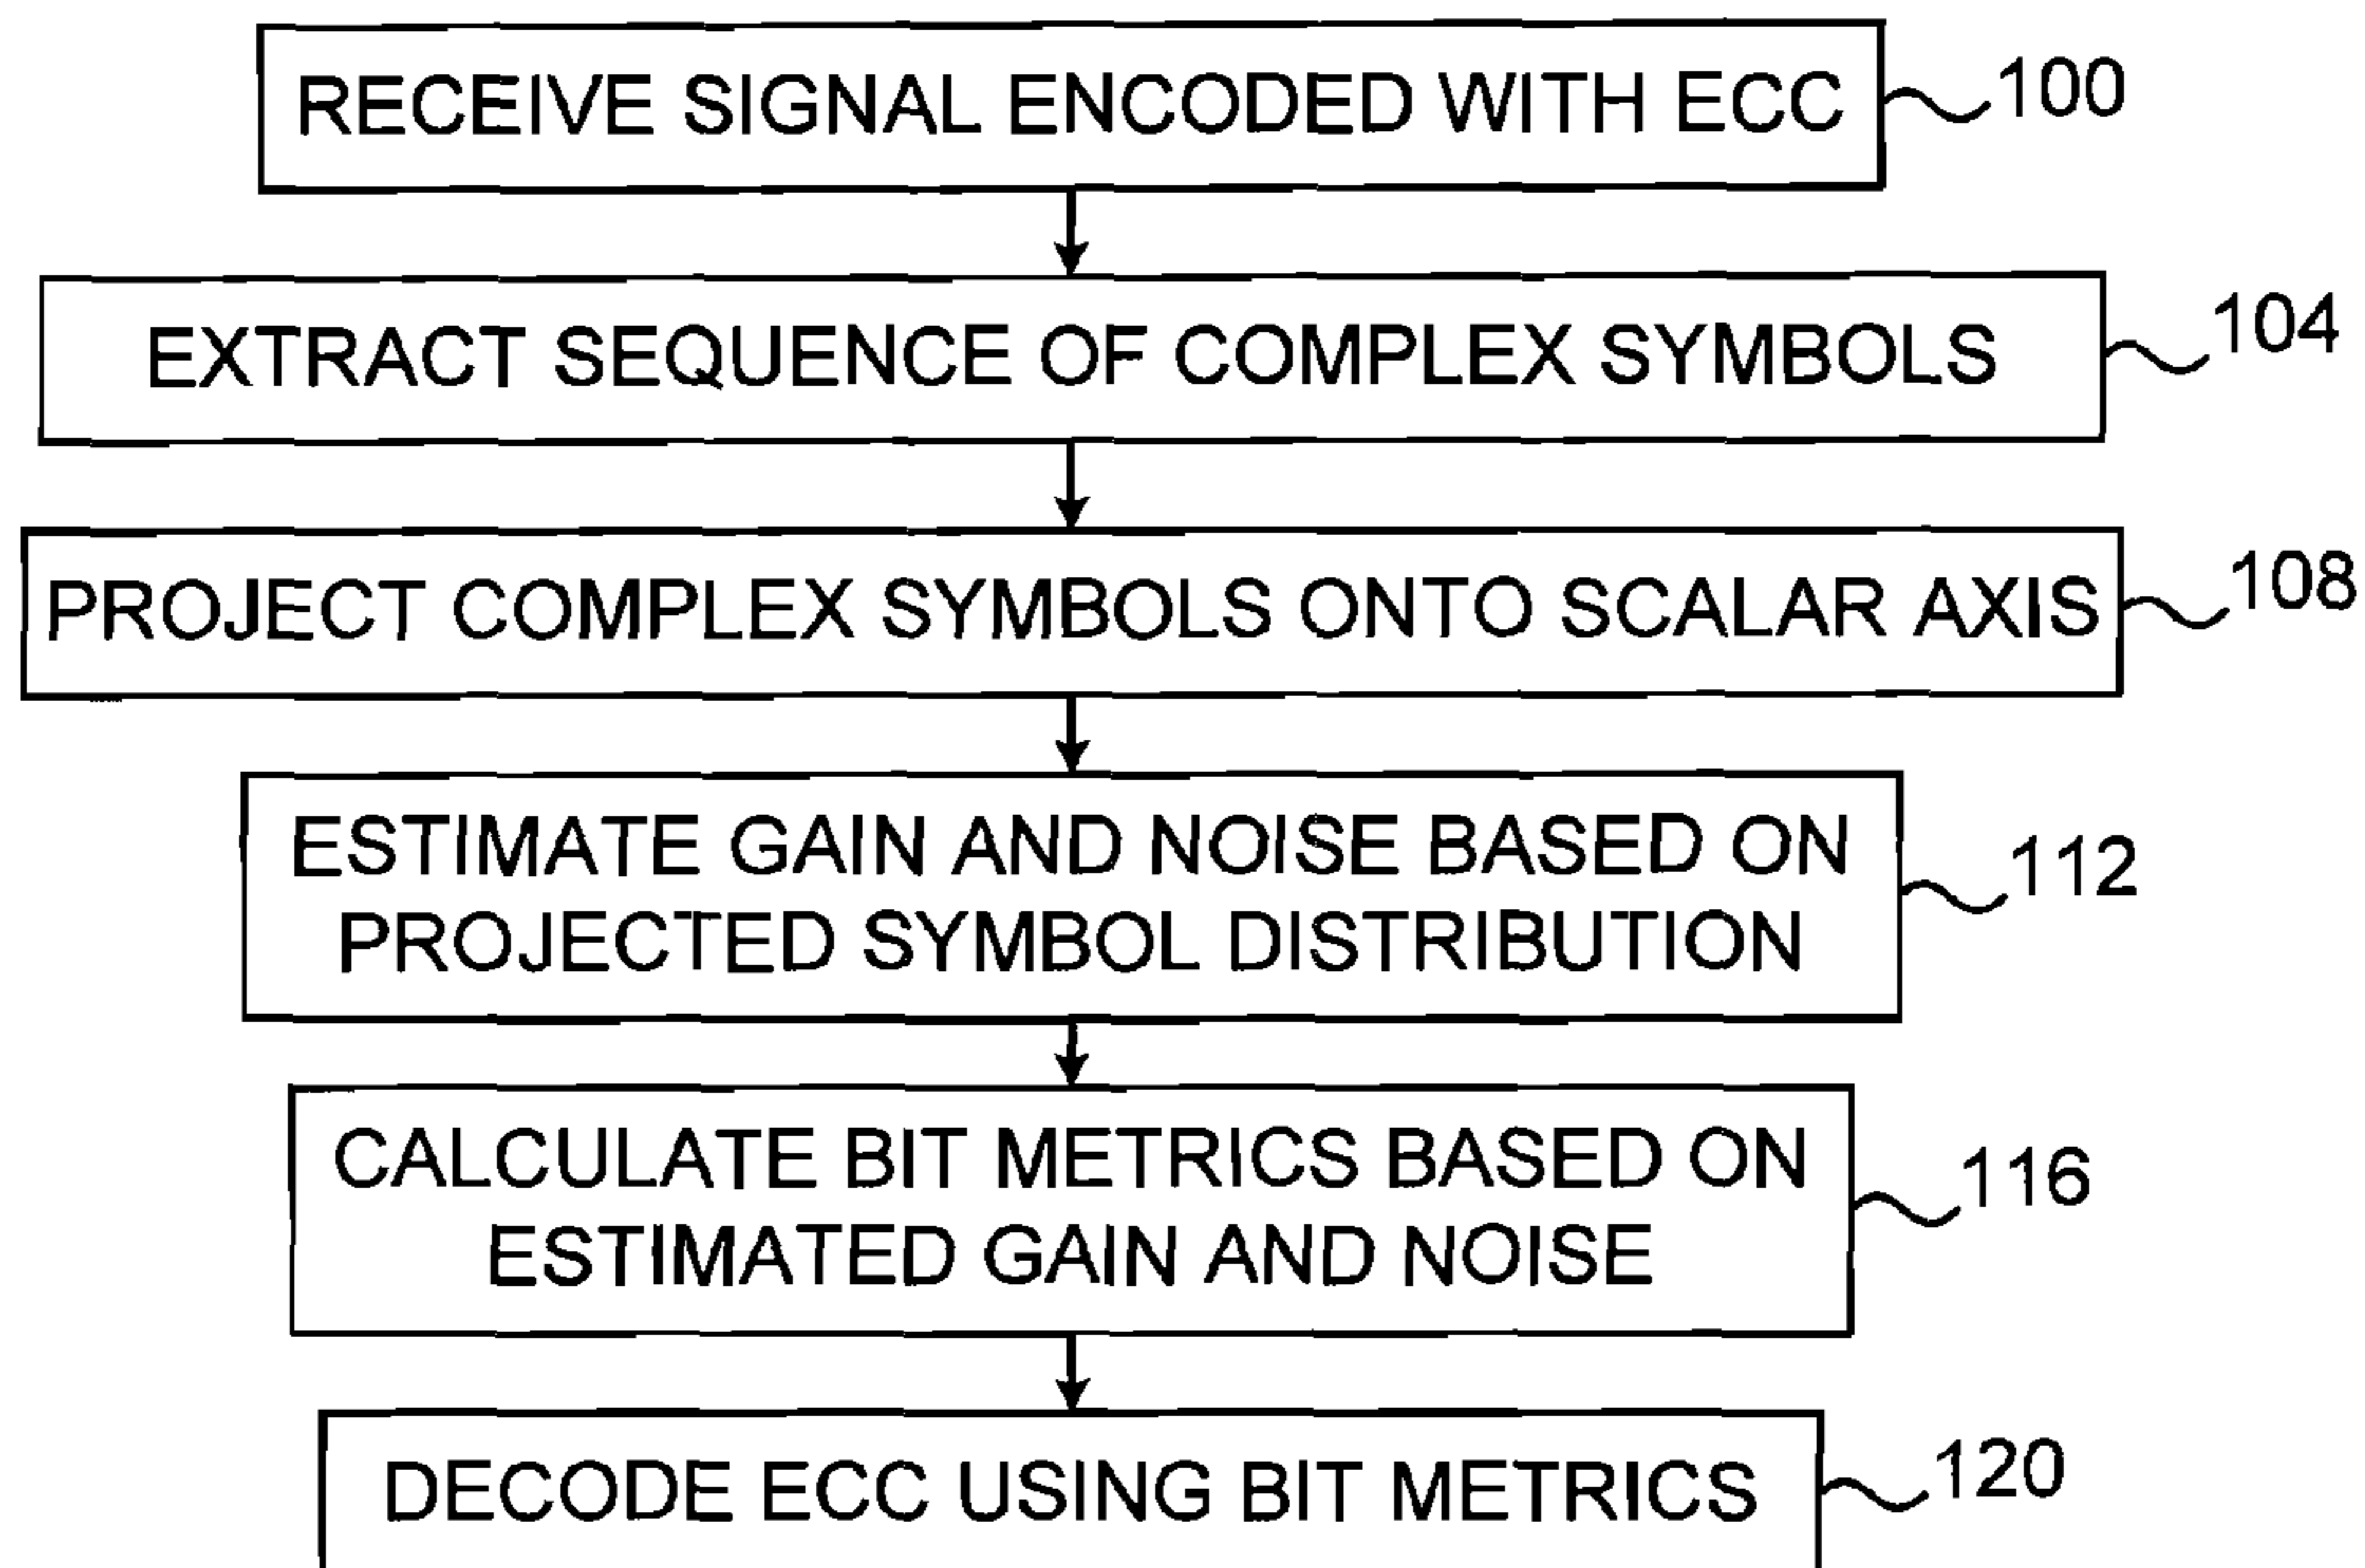 RECEIVE SIGNAL ENCODED WITH ECC
100
EXTRACT SEQUENCE OF COMPLEX SYMBOLS
104
PROJECT COMPLEX SYMBOLS ONTO SCALAR AXIS
108
ESTIMATE GAIN AND NOISE BASED ON
PROJECTED SYMBOL DISTRIBUTION
112
CALCULATE BIT METRICS BASED ON
ESTIMATED GAIN AND NOISE
116
DECODE ECC USING BIT METRICS
120